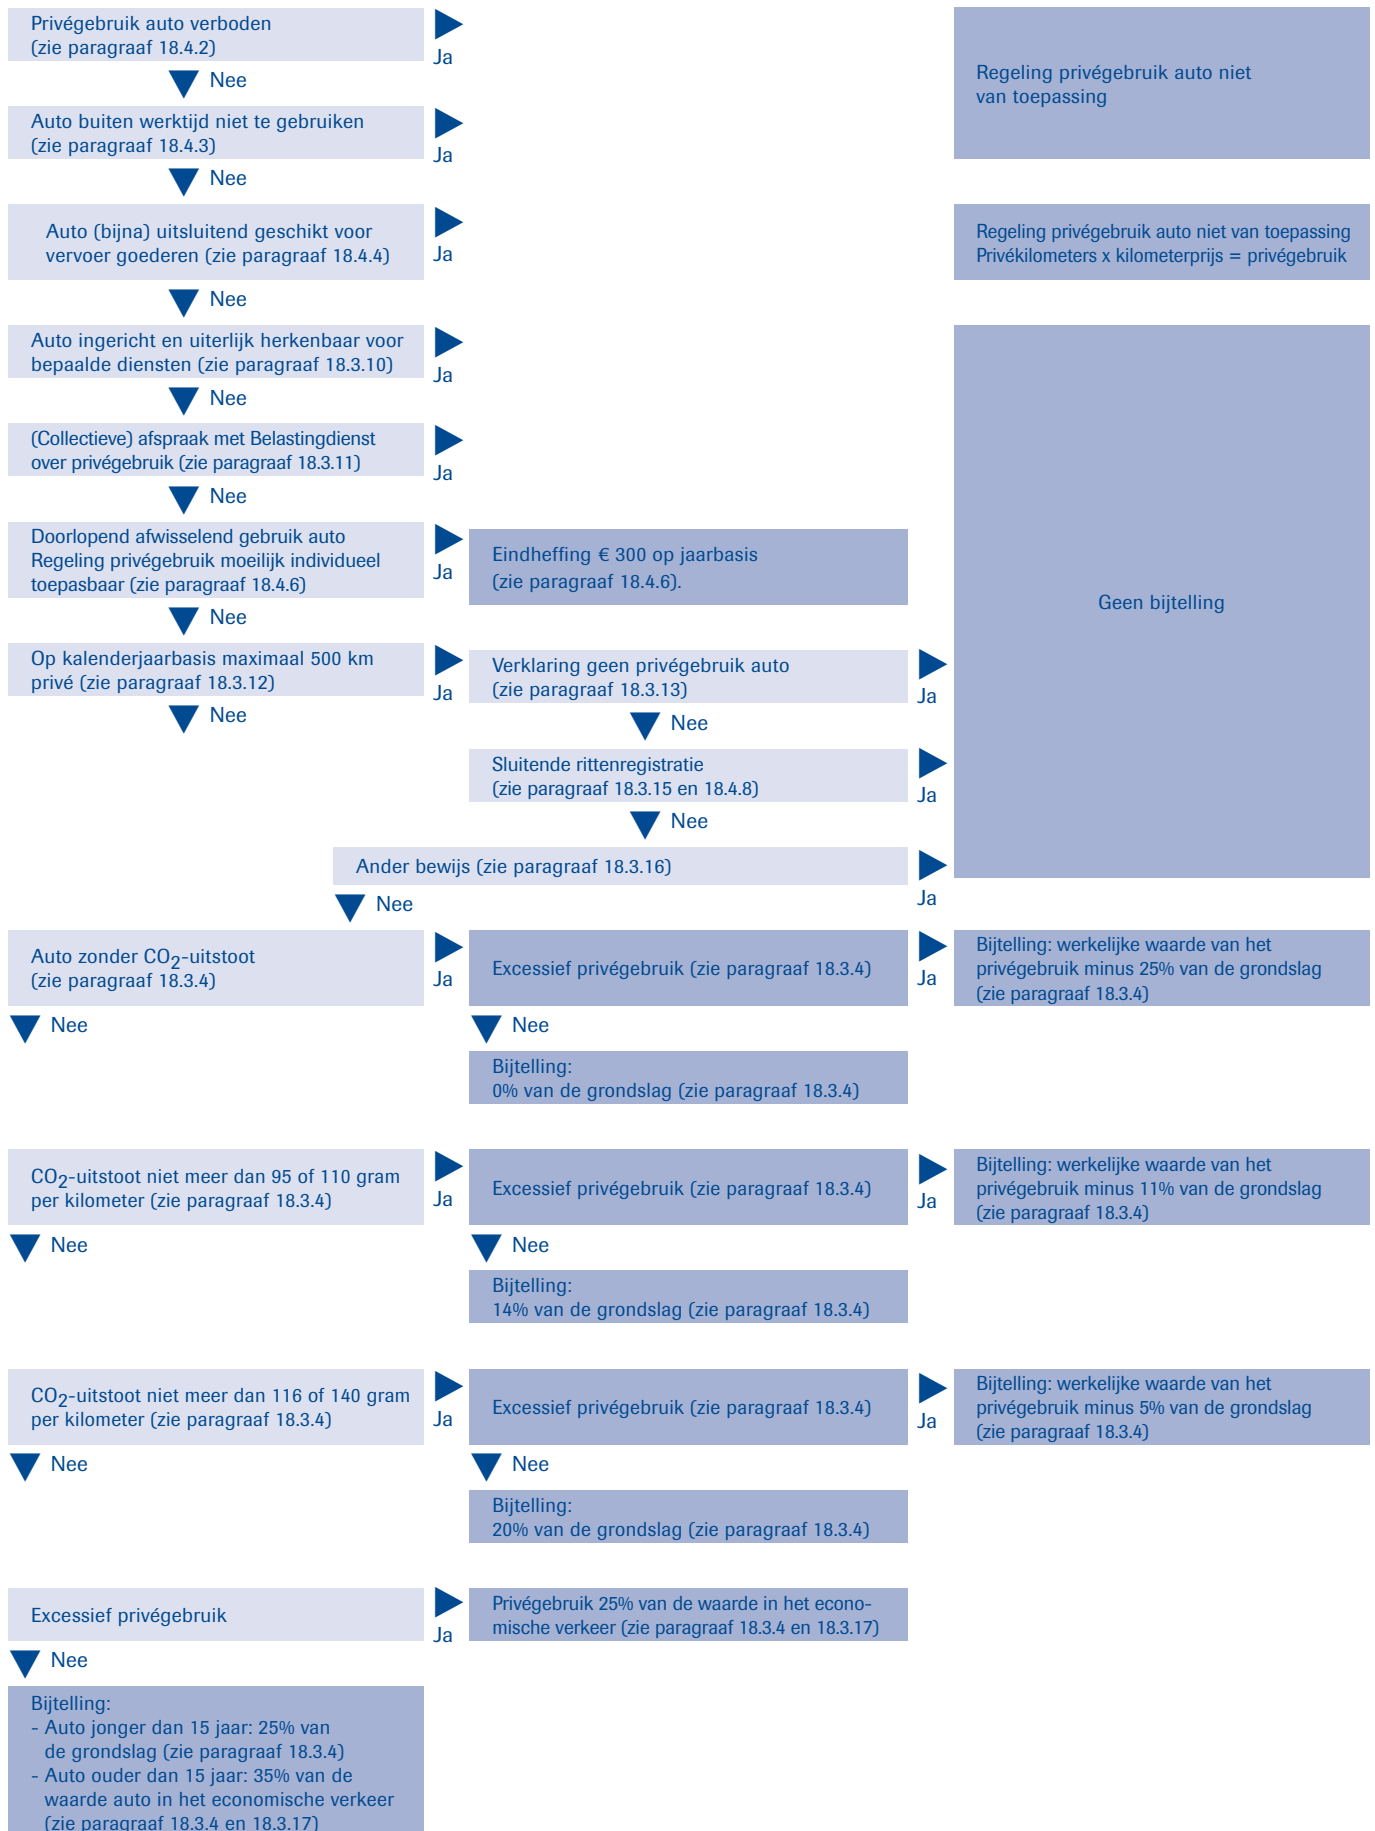 Privégebruik auto verboden
(zie paragraaf 18.4.2)
Ja
Regeling privégebruik auto niet
van toepassing
Nee
Auto buiten werktijd niet te gebruiken
(zie paragraaf 18.4.3)
Ja
Nee
Auto (bijna) uitsluitend geschikt voor
vervoer goederen (zie paragraaf 18.4.4)
Ja
Regeling privégebruik auto niet van toepassing
Privékilometers x kilometerprijs = privégebruik
Nee
Auto ingericht en uiterlijk herkenbaar voor
bepaalde diensten (zie paragraaf 18.3.10)
Ja
Nee
(Collectieve) afspraak met Belastingdienst
over privégebruik (zie paragraaf 18.3.11)
Ja
Nee
Doorlopend afwisselend gebruik auto
Regeling privégebruik moeilijk individueel
toepasbaar (zie paragraaf 18.4.6)
Ja
Eindheffing € 300 op jaarbasis
(zie paragraaf 18.4.6).
Geen bijtelling
Nee
Op kalenderjaarbasis maximaal 500 km
privé (zie paragraaf 18.3.12)
Ja
Verklaring geen privégebruik auto
(zie paragraaf 18.3.13)
Ja
Nee
Nee
Sluitende rittenregistratie
(zie paragraaf 18.3.15 en 18.4.8)
Ja
Nee
Ander bewijs (zie paragraaf 18.3.16)
Ja
Nee
Auto zonder CO2-uitstoot
(zie paragraaf 18.3.4)
Ja
Excessief privégebruik (zie paragraaf 18.3.4)
Ja
Bijtelling: werkelijke waarde van het
privégebruik minus 25% van de grondslag
(zie paragraaf 18.3.4)
Nee
Nee
Bijtelling:
0% van de grondslag (zie paragraaf 18.3.4)
CO2-uitstoot niet meer dan 95 of 110 gram
per kilometer (zie paragraaf 18.3.4)
Ja
Excessief privégebruik (zie paragraaf 18.3.4)
Ja
Bijtelling: werkelijke waarde van het
privégebruik minus 11% van de grondslag
(zie paragraaf 18.3.4)
Nee
Nee
Bijtelling:
14% van de grondslag (zie paragraaf 18.3.4)
CO2-uitstoot niet meer dan 116 of 140 gram
per kilometer (zie paragraaf 18.3.4)
Ja
Excessief privégebruik (zie paragraaf 18.3.4)
Ja
Bijtelling: werkelijke waarde van het
privégebruik minus 5% van de grondslag
(zie paragraaf 18.3.4)
Nee
Nee
Bijtelling:
20% van de grondslag (zie paragraaf 18.3.4)
Excessief privégebruik
Ja
Privégebruik 25% van de waarde in het econo-
mische verkeer (zie paragraaf 18.3.4 en 18.3.17)
Nee
Bijtelling:
- Auto jonger dan 15 jaar: 25% van
de grondslag (zie paragraaf 18.3.4)
- Auto ouder dan 15 jaar: 35% van de
waarde auto in het economische verkeer
(zie paragraaf 18.3.4 en 18.3.17)